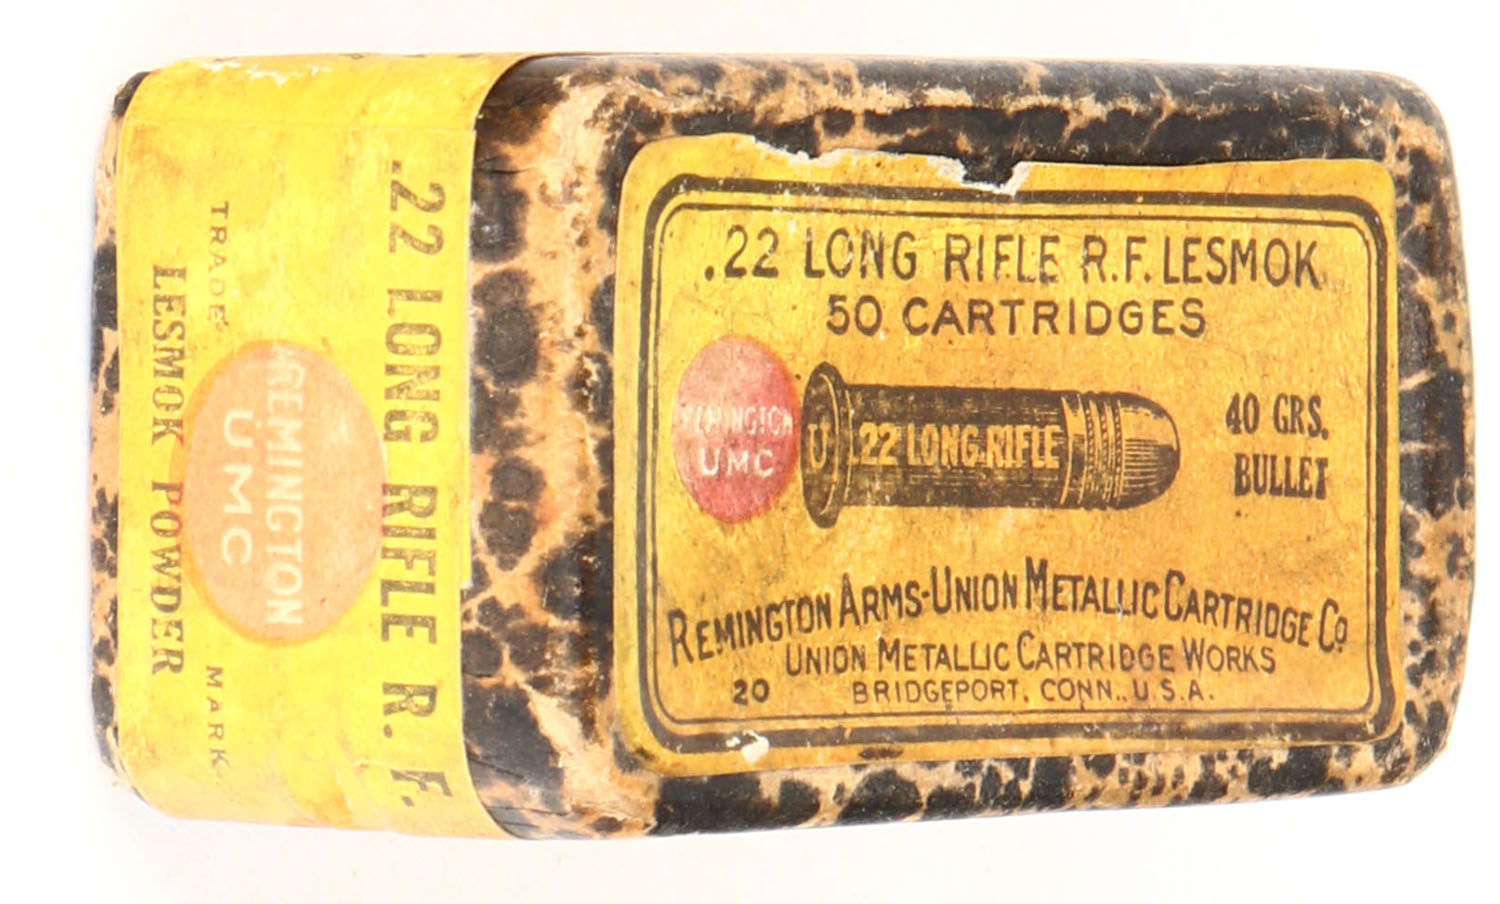 .22 LONG RIFLE R.F. LESMOK
50 CARTRIDGES
REMINGTON
UMC
U
.22 LONG RIFLE
40 GRS.
BULLET
REMINGTON ARMS-UNION METALLIC CARTRIDGE CO.
UNION METALLIC CARTRIDGE WORKS
20 BRIDGEPORT, CONN., U.S.A.
.22 LONG RIFLE R. F.
TRADE MARK
REMINGTON
UMC
LESMOK POWDER